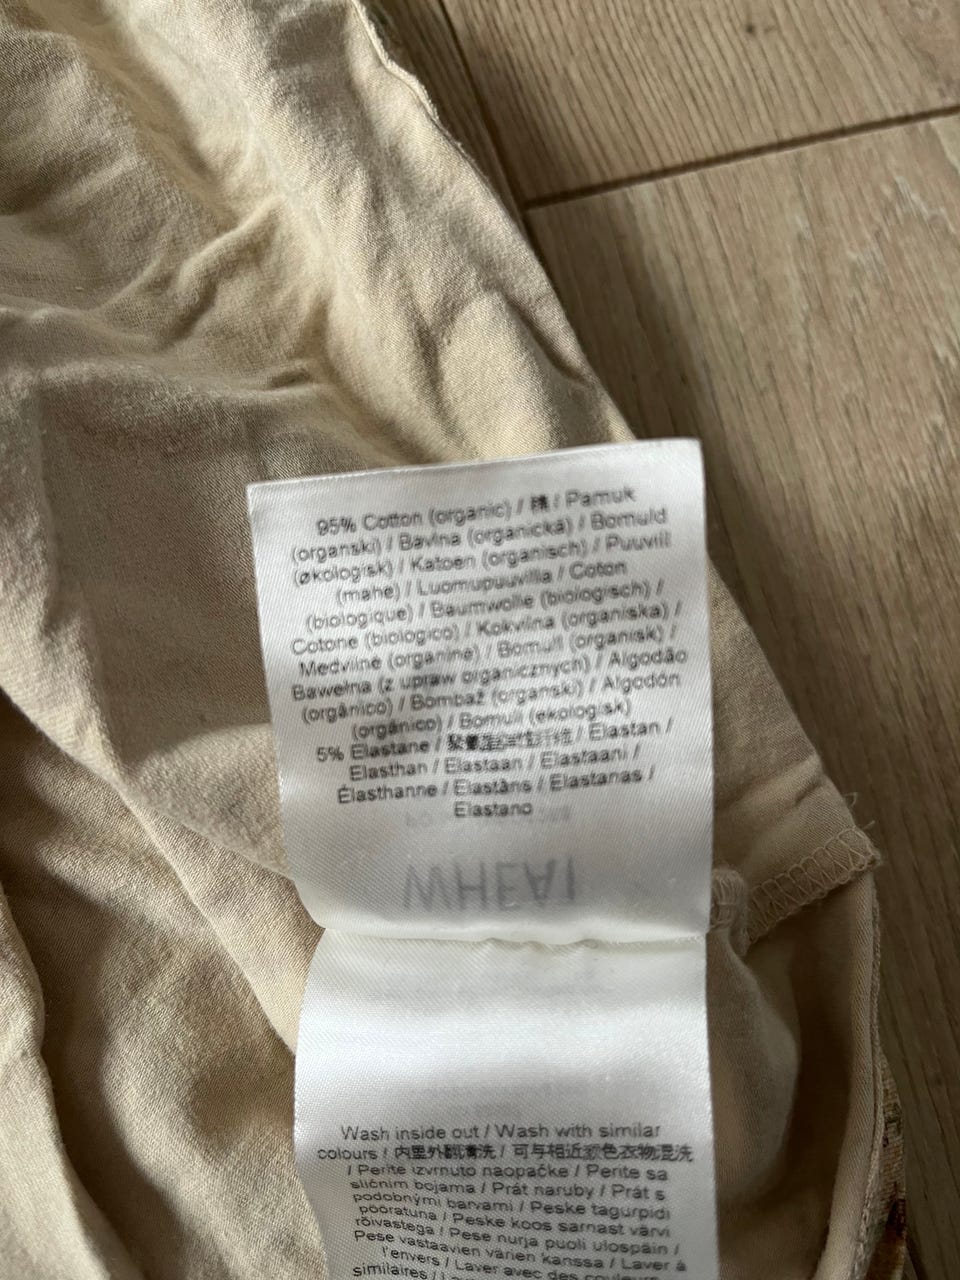 95% Cotton (organic) / 棉 / Pamuk
(organski) / Bavlna (organická) / Bomuld
(økologisk) / Katoen (organisch) / Puuvill
(mahe) / Luomupuuvilla / Coton
(biologique) / Baumwolle (biologisch) /
Cotone (biologico) / Kokvilna (organiska) /
Medvilnė (organinė) / Bomull (organisk) /
Bawełna (z upraw organicznych) / Algodão
(orgânico) / Bombaž (organski) / Algodón
(orgânico) / Bomull (ekologisk)
5% Elastane / / Elastan /
Elasthan / Elastaan / Elastaani /
Élasthanne / Elastāns / Elastanas /
Elastano
WHEAT
Wash inside out / Wash with similar
colours / 内里外翻清洗 / 可与相近颜色衣物混洗
/ Perite izvrnuto naopačke / Perite sa
sličnim bojama / Prát naruby / Prát s
podobnými barvami / Peske tagurpidi
pööratuna / Peske koos sarnast värvi
rõivastega / Pese nurja puoli ulospäin /
Pese vastaavien värien kanssa / Laver à
l'envers / Laver avec des couleurs
similaires /